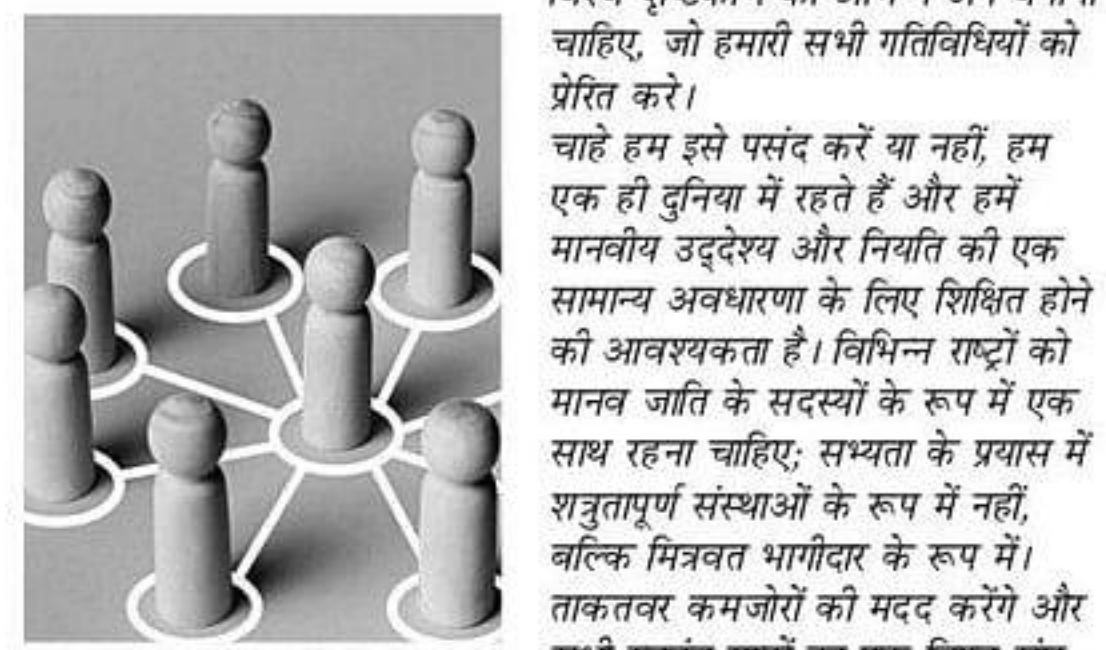 चाहिए, जो हमारी सभी गतिविधियों को
प्रेरित करे।
चाहे हम इसे पसंद करें या नहीं, हम
एक ही दुनिया में रहते हैं और हमें
मानवीय उद्देश्य और नियति की एक
सामान्य अवधारणा के लिए शिक्षित होने
की आवश्यकता है। विभिन्न राष्ट्रों को
मानव जाति के सदस्यों के रूप में एक
साथ रहना चाहिए; सभ्यता के प्रयास में
शत्रुतापूर्ण संस्थाओं के रूप में नहीं,
बल्कि मित्रवत भागीदार के रूप में।
ताकतवर कमजोरों की मदद करेंगे और